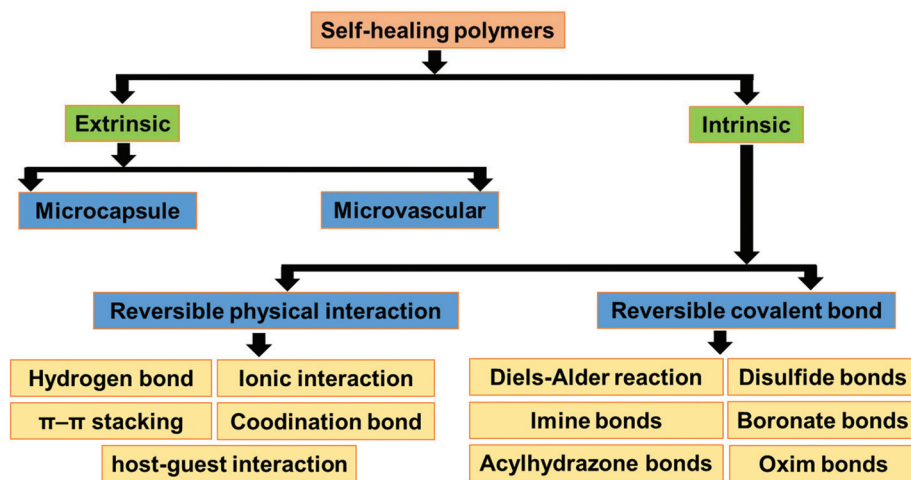 Self-healing polymers
Extrinsic
Intrinsic
Microcapsule
Microvascular
Reversible physical interaction
Reversible covalent bond
Hydrogen bond
Ionic interaction
π–π stacking
Coodination bond
host-guest interaction
Diels-Alder reaction
Disulfide bonds
Imine bonds
Boronate bonds
Acylhydrazone bonds
Oxim bonds